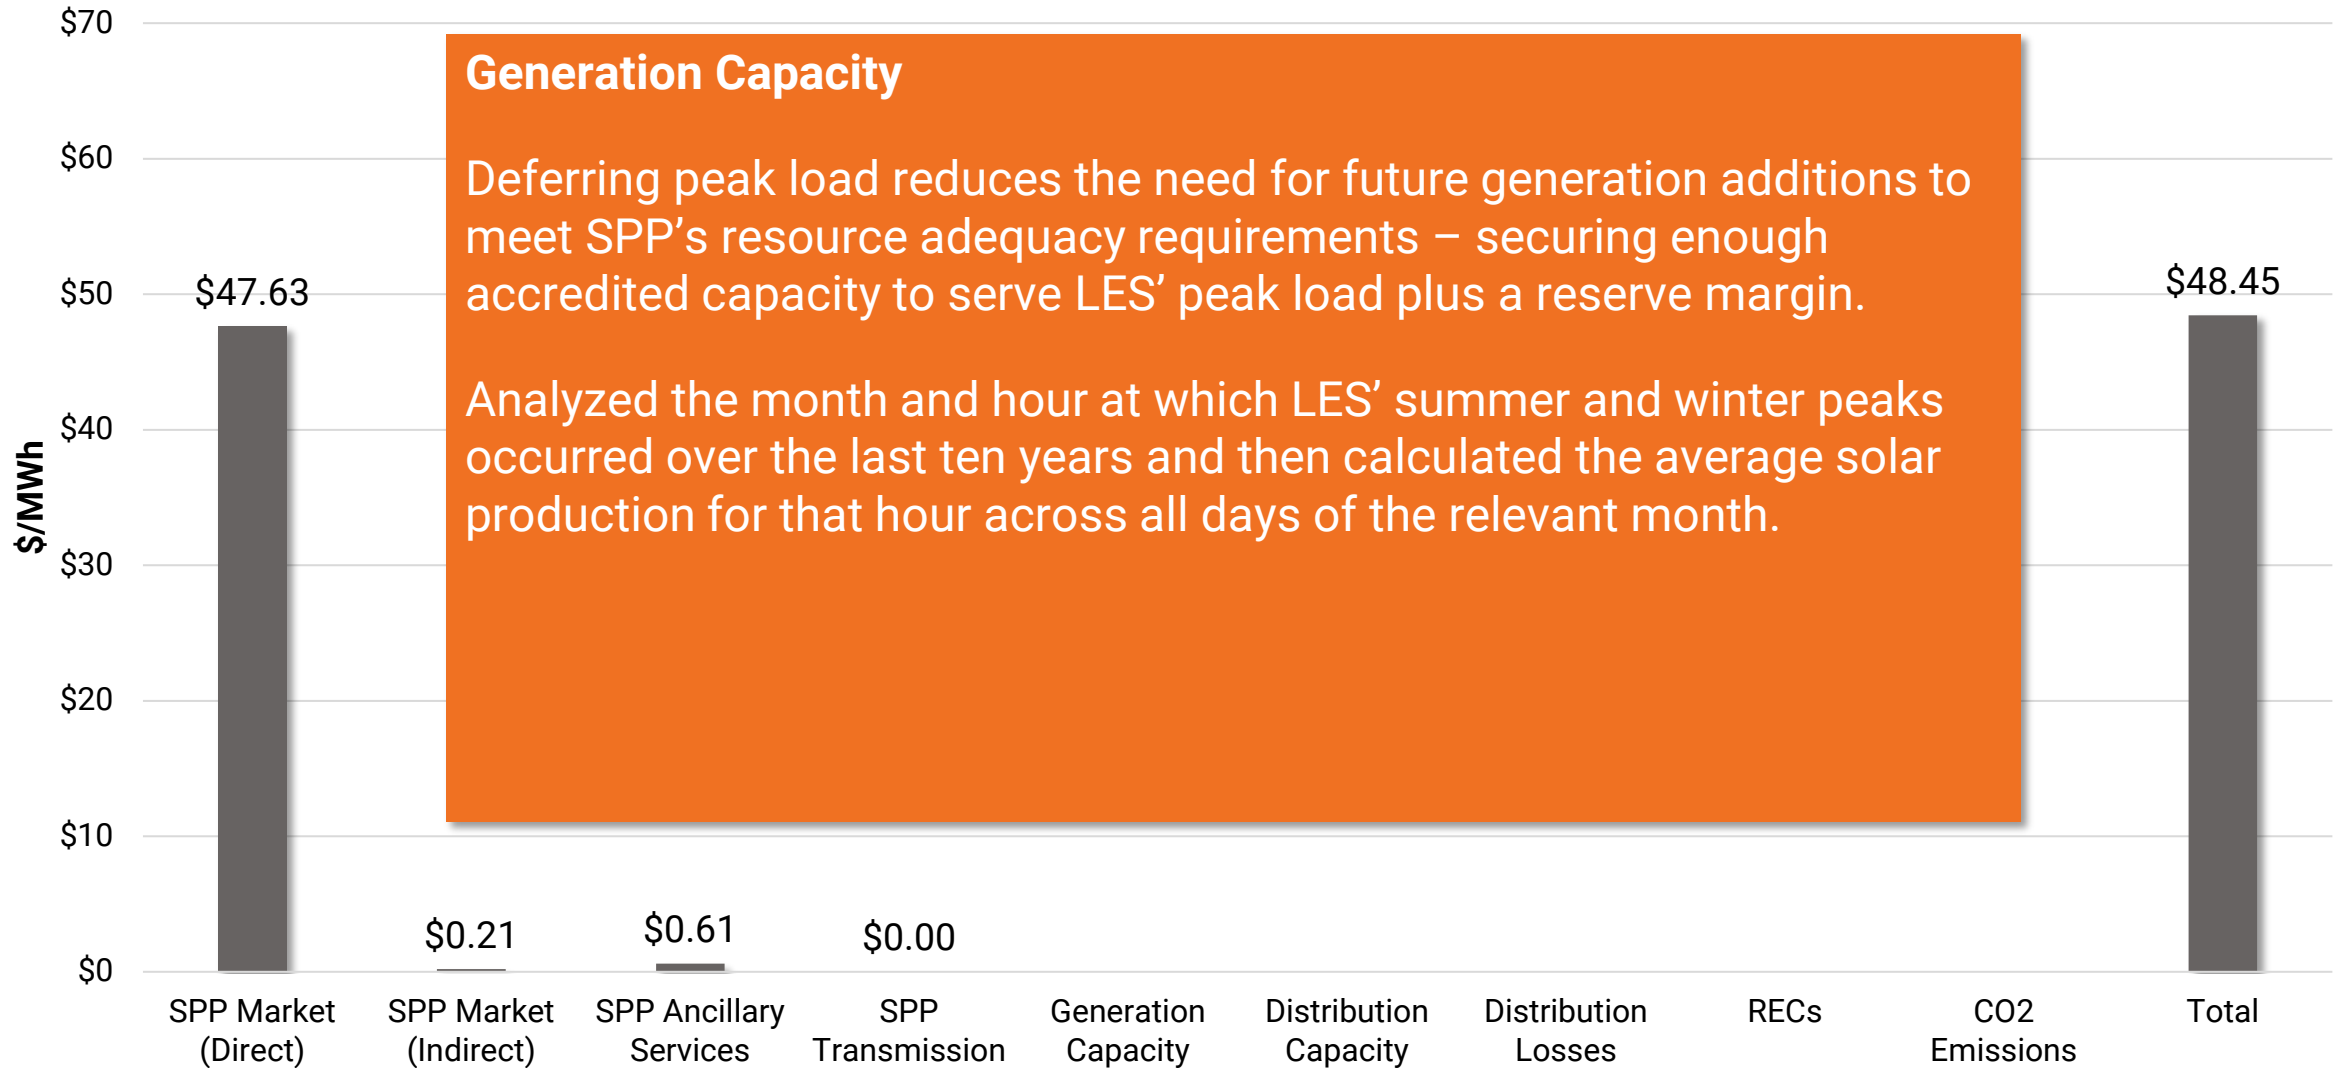 $70
$60
$50
$40
$30
$20
$10
$0
$/MWh
Generation Capacity
Deferring peak load reduces the need for future generation additions to
meet SPP’s resource adequacy requirements – securing enough
accredited capacity to serve LES’ peak load plus a reserve margin.
Analyzed the month and hour at which LES’ summer and winter peaks
occurred over the last ten years and then calculated the average solar
production for that hour across all days of the relevant month.
$47.63
$0.21
$0.61
$0.00
$48.45
SPP Market
(Direct)
SPP Market
(Indirect)
SPP Ancillary
Services
SPP
Transmission
Generation
Capacity
Distribution
Capacity
Distribution
Losses
RECs
CO2
Emissions
Total